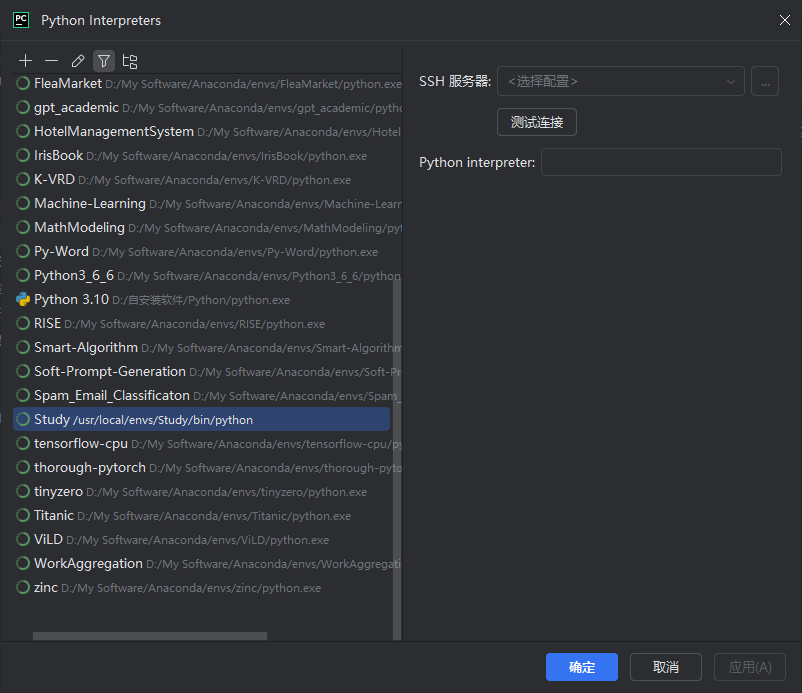 PC Python Interpreters
FleaMarket D:/My Software/Anaconda/envs/FleaMarket/python.exe
gpt_academic D:/My Software/Anaconda/envs/gpt_academic/pytho
HotelManagementSystem D:/My Software/Anaconda/envs/Hotel
IrisBook D:/My Software/Anaconda/envs/IrisBook/python.exe
K-VRD D:/My Software/Anaconda/envs/K-VRD/python.exe
Machine-Learning D:/My Software/Anaconda/envs/Machine-Learr
MathModeling D:/My Software/Anaconda/envs/MathModeling/pyt
Py-Word D:/My Software/Anaconda/envs/Py-Word/python.exe
Python3_6_6 D:/My Software/Anaconda/envs/Python3_6_6/python
Python 3.10 D:/自安装软件/Python/python.exe
RISE D:/My Software/Anaconda/envs/RISE/python.exe
Smart-Algorithm D:/My Software/Anaconda/envs/Smart-Algorithm
Soft-Prompt-Generation D:/My Software/Anaconda/envs/Soft-Pr
Spam_Email_Classificaton D:/My Software/Anaconda/envs/Spam_
Study /usr/local/envs/Study/bin/python
tensorflow-cpu D:/My Software/Anaconda/envs/tensorflow-cpu/py
thorough-pytorch D:/My Software/Anaconda/envs/thorough-pyto
tinyzero D:/My Software/Anaconda/envs/tinyzero/python.exe
Titanic D:/My Software/Anaconda/envs/Titanic/python.exe
ViLD D:/My Software/Anaconda/envs/ViLD/python.exe
WorkAggregation D:/My Software/Anaconda/envs/WorkAggregati
zinc D:/My Software/Anaconda/envs/zinc/python.exe
SSH 服务器: <选择配置> ...
测试连接
Python interpreter:
确定 取消 应用(A)